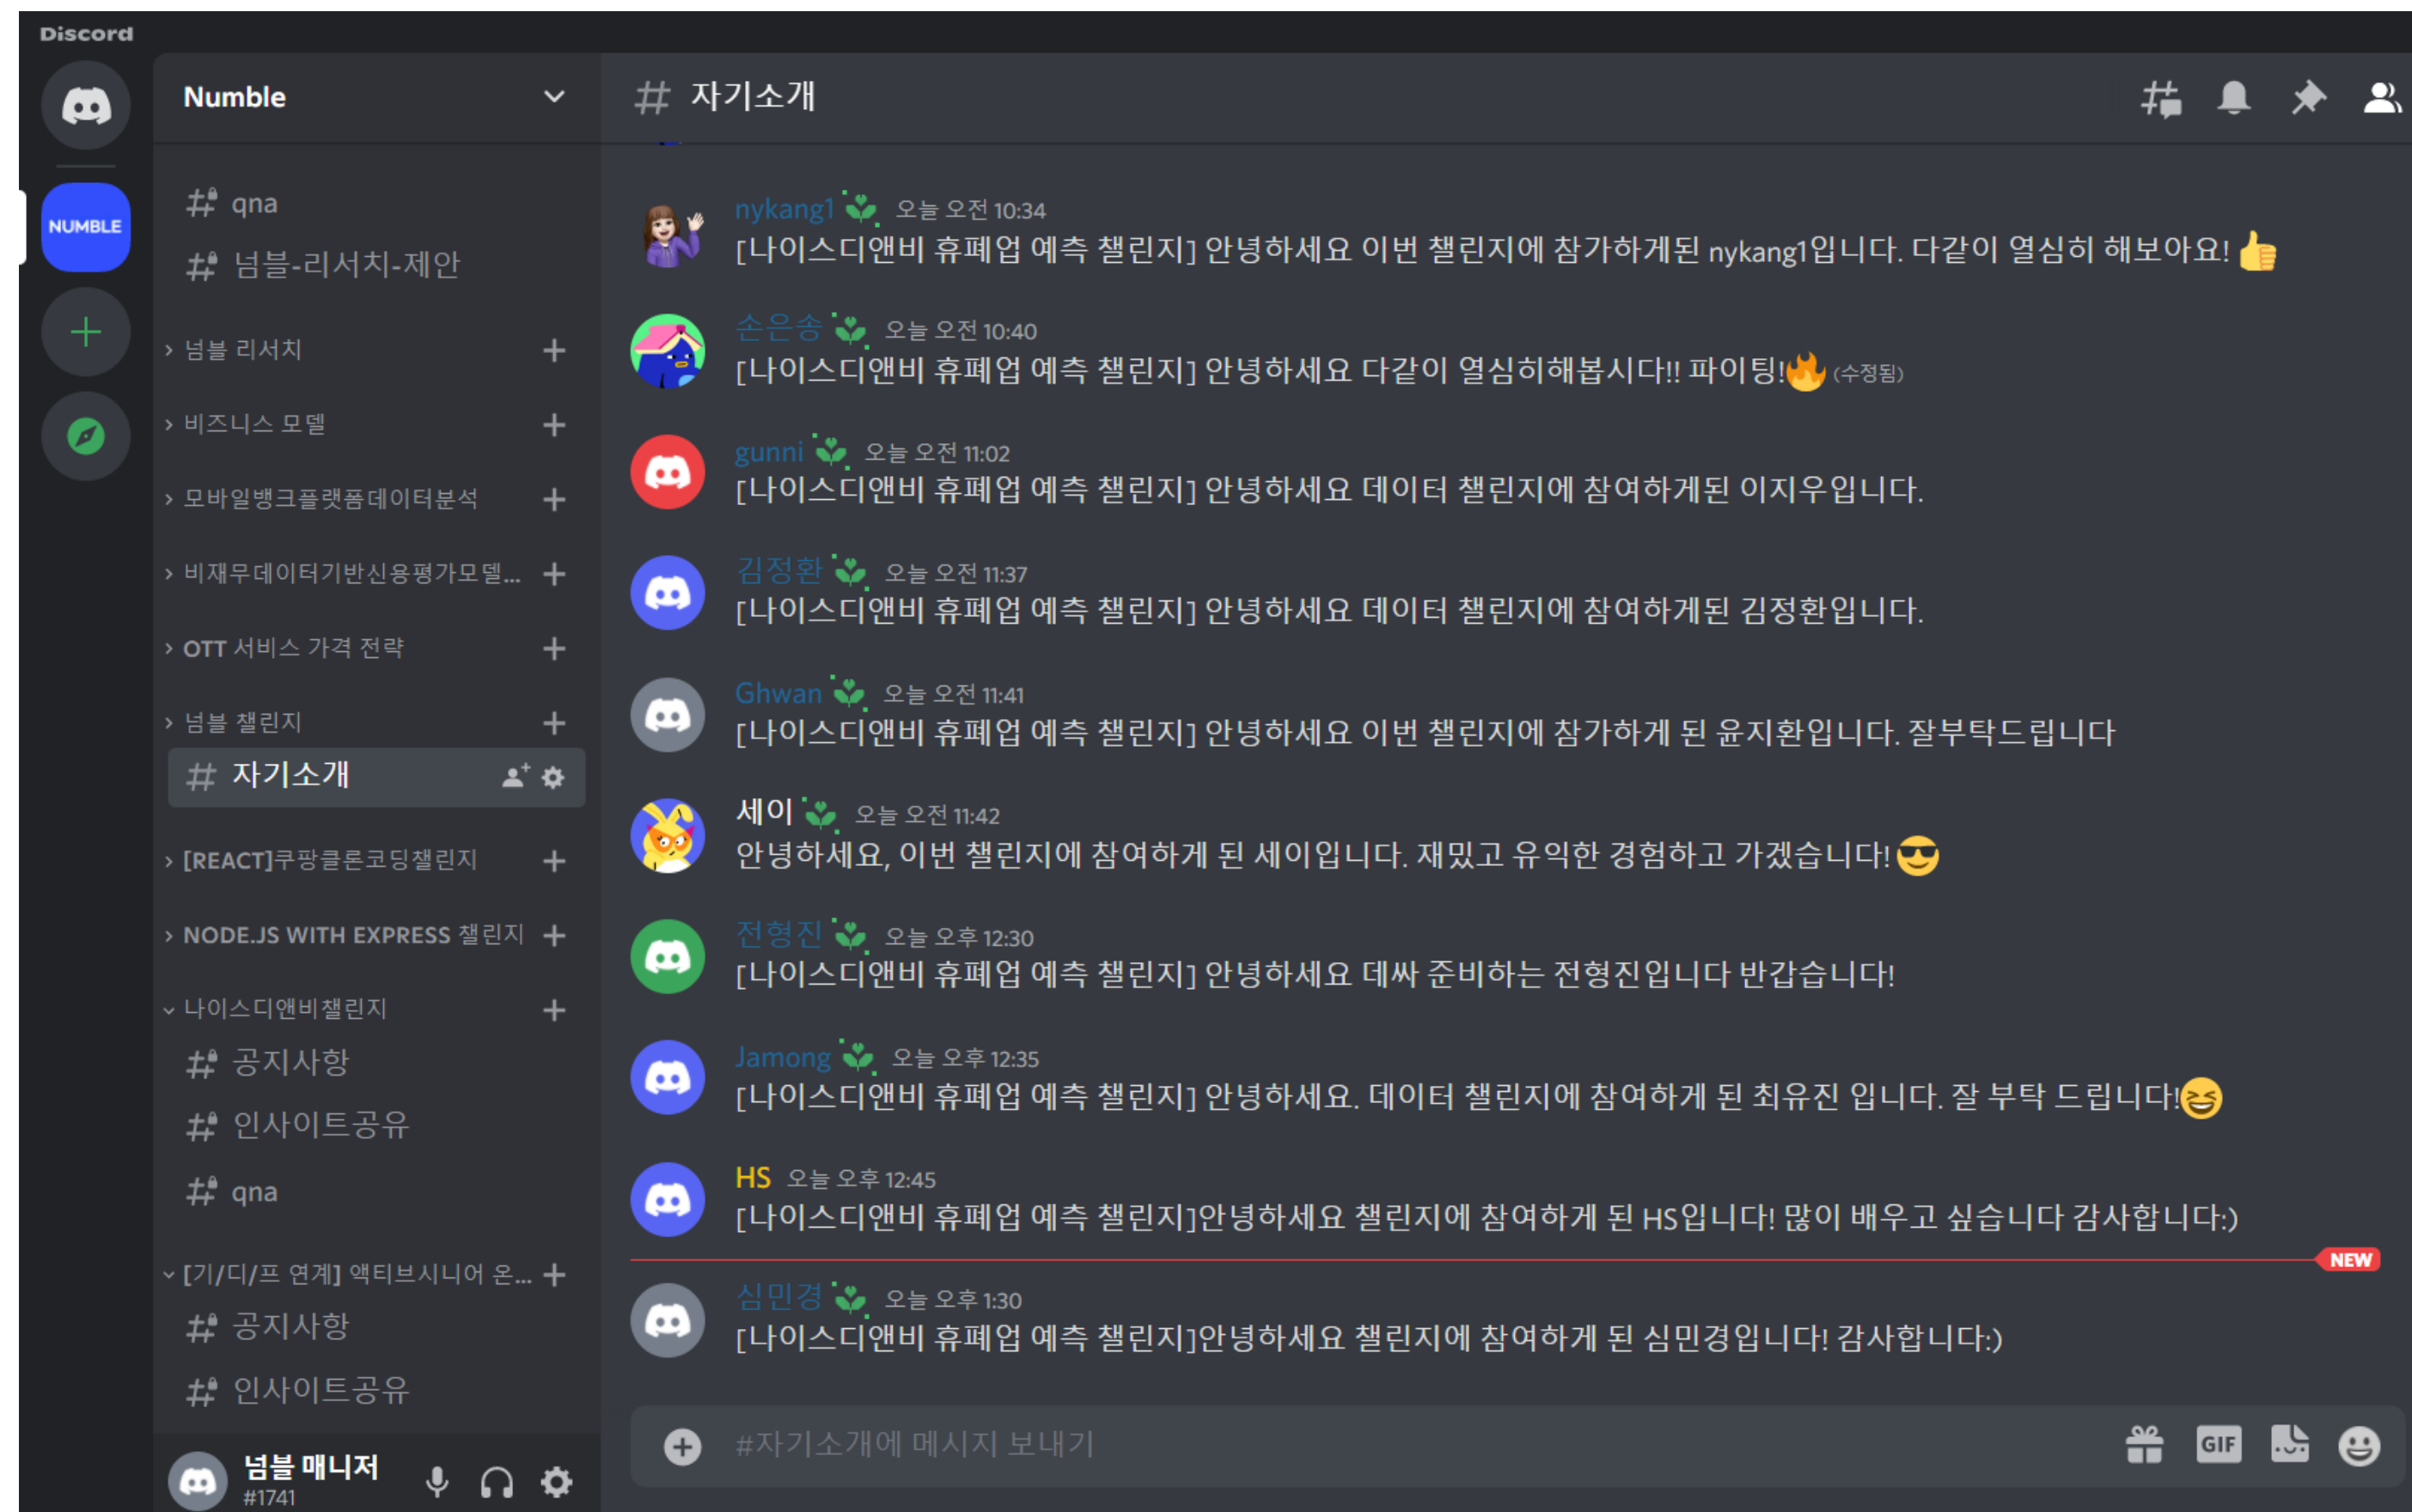 Discord
Numble
NUMBLE
qna
넘블-리서치-제안
넘블 리서치
비즈니스 모델
모바일뱅크플랫폼데이터분석
비재무데이터기반신용평가모델...
OTT 서비스 가격 전략
넘블 챌린지
자기소개
[REACT]쿠팡클론코딩챌린지
NODE.JS WITH EXPRESS 챌린지
나이스디앤비챌린지
공지사항
인사이트공유
qna
[기/디/프 연계] 액티브시니어 온...
공지사항
인사이트공유
넘블 매니저
#1741
# 자기소개
nykang1 오늘 오전 10:34
[나이스디앤비 휴폐업 예측 챌린지] 안녕하세요 이번 챌린지에 참가하게된 nykang1입니다. 다같이 열심히 해보아요!
손은송 오늘 오전 10:40
[나이스디앤비 휴폐업 예측 챌린지] 안녕하세요 다같이 열심히해봅시다!! 파이팅! (수정됨)
gunni 오늘 오전 11:02
[나이스디앤비 휴폐업 예측 챌린지] 안녕하세요 데이터 챌린지에 참여하게된 이지우입니다.
김정환 오늘 오전 11:37
[나이스디앤비 휴폐업 예측 챌린지] 안녕하세요 데이터 챌린지에 참여하게된 김정환입니다.
Ghwan 오늘 오전 11:41
[나이스디앤비 휴폐업 예측 챌린지] 안녕하세요 이번 챌린지에 참가하게 된 윤지환입니다. 잘부탁드립니다
세이 오늘 오전 11:42
안녕하세요, 이번 챌린지에 참여하게 된 세이입니다. 재밌고 유익한 경험하고 가겠습니다!
전형진 오늘 오후 12:30
[나이스디앤비 휴폐업 예측 챌린지] 안녕하세요 데싸 준비하는 전형진입니다 반갑습니다!
Jamong 오늘 오후 12:35
[나이스디앤비 휴폐업 예측 챌린지] 안녕하세요. 데이터 챌린지에 참여하게 된 최유진 입니다. 잘 부탁 드립니다!
HS 오늘 오후 12:45
[나이스디앤비 휴폐업 예측 챌린지]안녕하세요 챌린지에 참여하게 된 HS입니다! 많이 배우고 싶습니다 감사합니다:)
NEW
심민경 오늘 오후 1:30
[나이스디앤비 휴폐업 예측 챌린지]안녕하세요 챌린지에 참여하게 된 심민경입니다! 감사합니다:)
#자기소개에 메시지 보내기
GIF